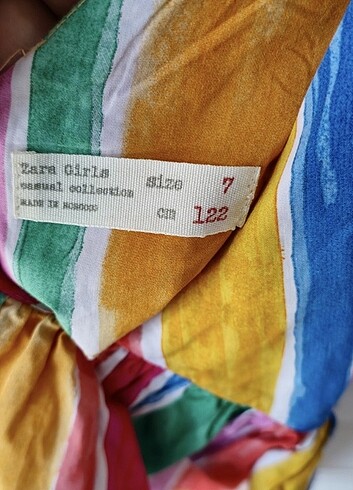 Zara Girls
casual collection
MADE IN MOROCCO
size 7
cm 122